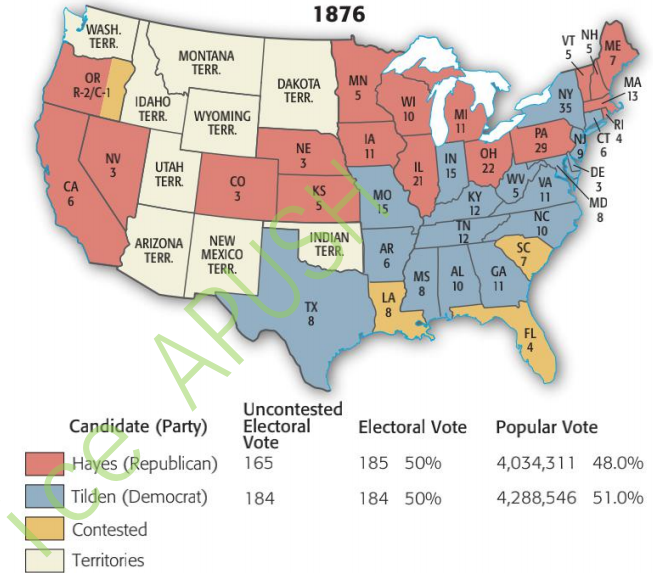 1876
WASH.
TERR.
OR
R-2/C-1
IDAHO
TERR.
MONTANA
TERR.
DAKOTA
TERR.
WYOMING
TERR.
NV
3
CA
6
UTAH
TERR.
CO
3
ARIZONA
TERR.
NEW
MEXICO
TERR.
NE
3
KS
5
INDIAN
TERR.
TX
8
MN
5
IA
11
MO
15
AR
6
LA
8
WI
10
IL
21
MI
11
IN
15
OH
22
KY
12
TN
12
MS
8
AL
10
GA
11
FL
4
SC
7
NC
10
VA
11
WV
5
PA
29
NY
35
VT
5
NH
5
ME
7
MA
13
RI
4
CT
6
NJ
9
DE
3
MD
8
Ice APUSH
Candidate (Party)
Uncontested
Electoral
Vote
Electoral Vote
Popular Vote
Hayes (Republican) 165 185 50% 4,034,311 48.0%
Tilden (Democrat) 184 184 50% 4,288,546 51.0%
Contested
Territories